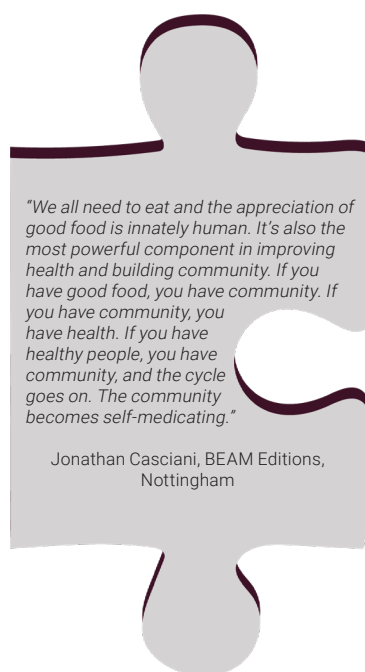 “We all need to eat and the appreciation of
good food is innately human. It’s also the
most powerful component in improving
health and building community. If you
have good food, you have community. If
you have community, you
have health. If you have
healthy people, you have
community, and the cycle
goes on. The community
becomes self-medicating.”
Jonathan Casciani, BEAM Editions,
Nottingham